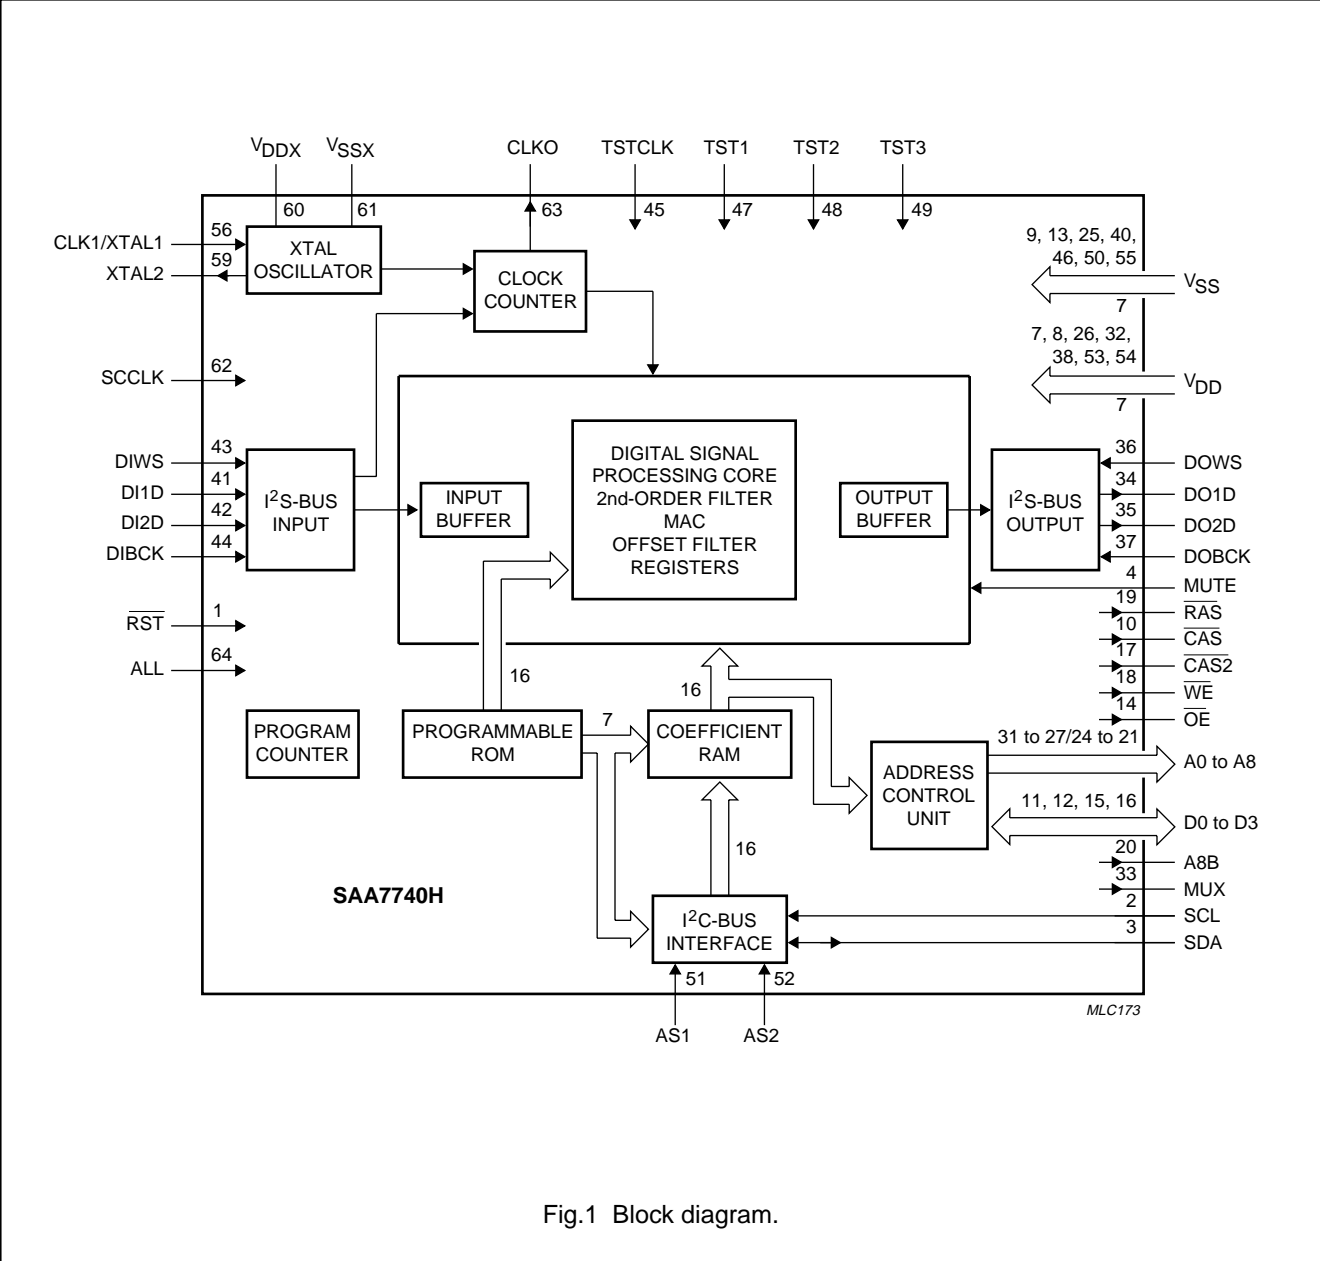 VDDX VSSX CLKO TSTCLK TST1 TST2 TST3
60 61 63 45 47 48 49
CLK1/XTAL1 56
XTAL2 59
XTAL
OSCILLATOR
CLOCK
COUNTER
9, 13, 25, 40,
46, 50, 55
VSS
7
7, 8, 26, 32,
38, 53, 54
VDD
7
SCCLK 62
DIWS 43
DI1D 41
DI2D 42
DIBCK 44
I2S-BUS
INPUT
INPUT
BUFFER
DIGITAL SIGNAL
PROCESSING CORE
2nd-ORDER FILTER
MAC
OFFSET FILTER
REGISTERS
OUTPUT
BUFFER
I2S-BUS
OUTPUT
36 DOWS
34 DO1D
35 DO2D
37 DOBCK
4 MUTE
19 RAS
10 CAS
17 CAS2
18 WE
14 OE
RST 1
ALL 64
16
16
PROGRAM
COUNTER
PROGRAMMABLE
ROM
7
COEFFICIENT
RAM
ADDRESS
CONTROL
UNIT
31 to 27/24 to 21
A0 to A8
11, 12, 15, 16
D0 to D3
20 A8B
33 MUX
2 SCL
3 SDA
16
SAA7740H
I2C-BUS
INTERFACE
51 52
AS1 AS2
MLC173
Fig.1 Block diagram.